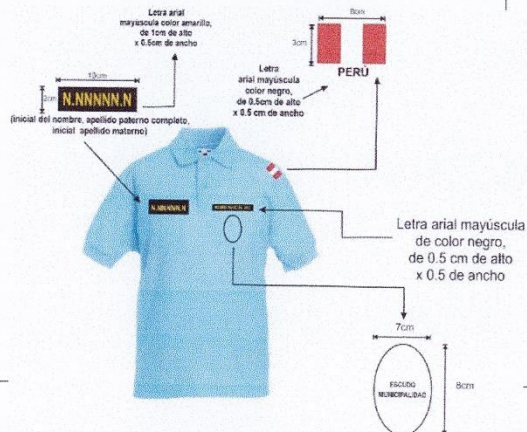 Letra arial
mayúscula color amarillo,
de 1cm de alto
x 0.5cm de ancho
10cm
2cm
N.NNNNN.N
(inicial del nombre, apellido paterno completo,
inicial apellido materno)
8cm
3cm
PERÚ
Letra
arial mayúscula
color negro,
de 0.5cm de alto
x 0.5 cm de ancho
N.NNNNN.N
Letra arial mayúscula
de color negro,
de 0.5 cm de alto
x 0.5 de ancho
7cm
8cm
ESCUDO
MUNICIPALIDAD